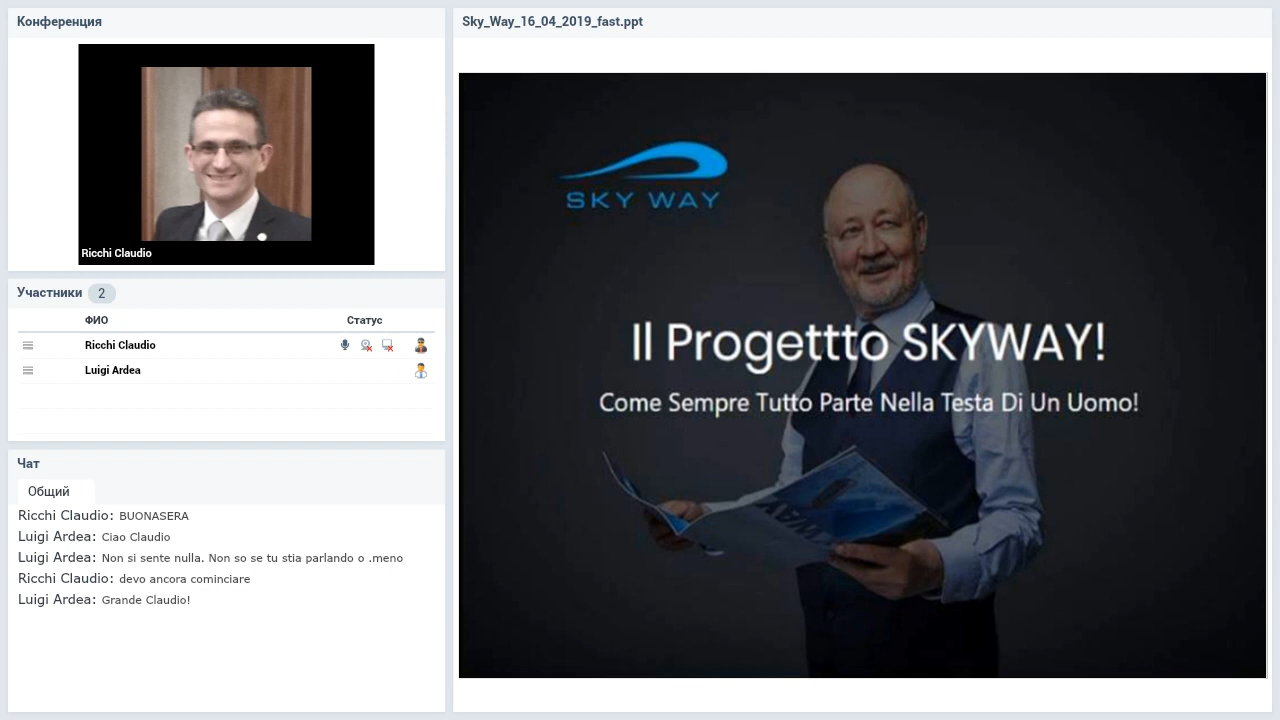 Конференция
Ricchi Claudio
Участники 2
ФИО Статус
Ricchi Claudio
Luigi Ardea
Чат
Общий
Ricchi Claudio: BUONASERA
Luigi Ardea: Ciao Claudio
Luigi Ardea: Non si sente nulla. Non so se tu stia parlando o .meno
Ricchi Claudio: devo ancora cominciare
Luigi Ardea: Grande Claudio!
Sky_Way_16_04_2019_fast.ppt
SKY WAY
Il Progettto SKYWAY!
Come Sempre Tutto Parte Nella Testa Di Un Uomo!